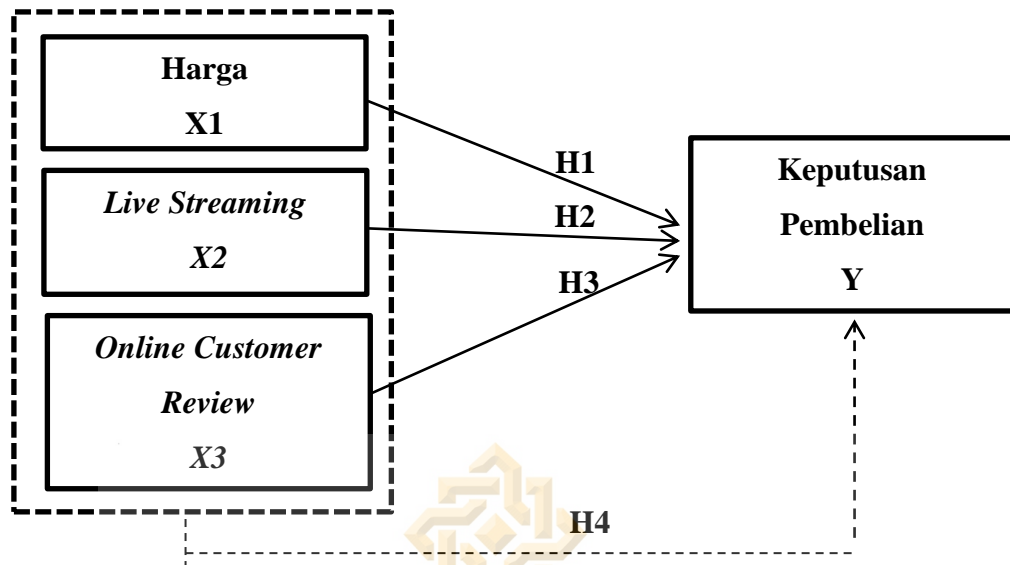 Harga
X1
Live Streaming
X2
Online Customer
Review
X3
H1
H2
H3
Keputusan
Pembelian
Y
H4